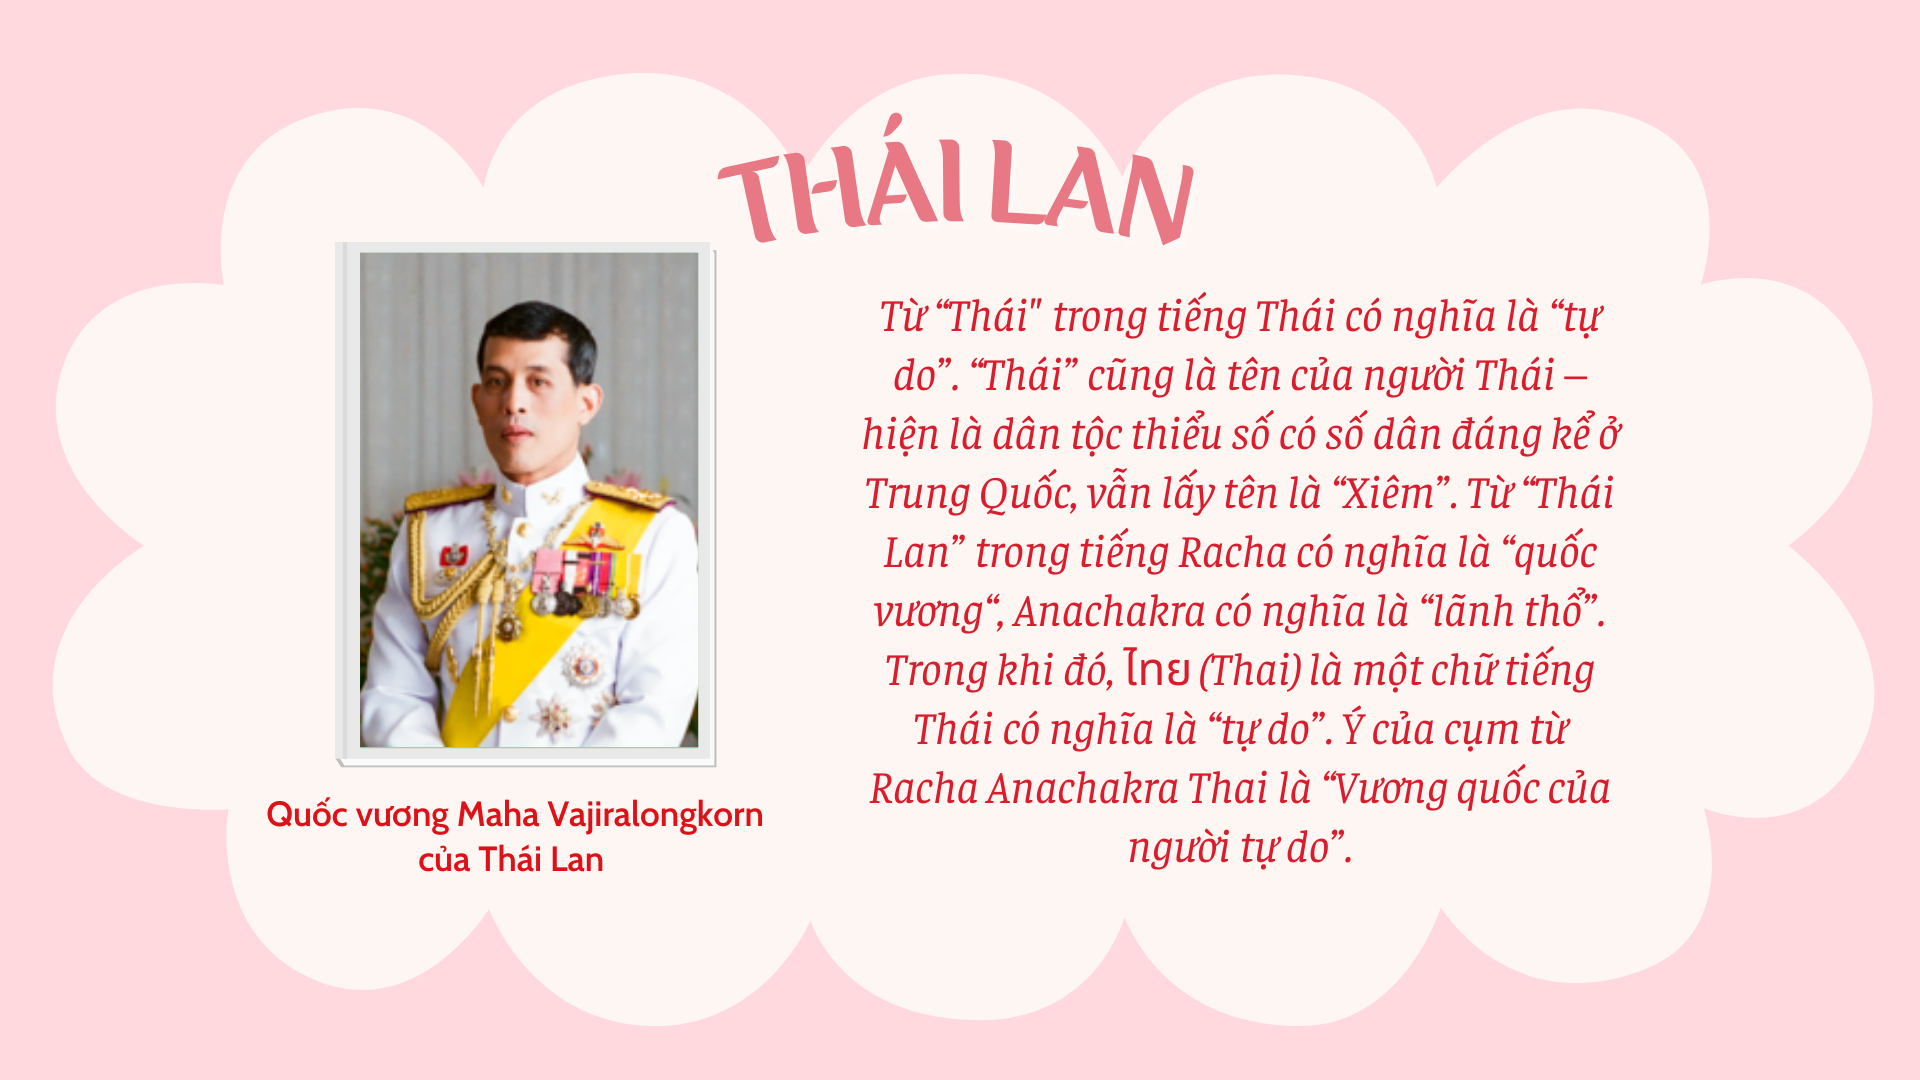 THÁI LAN
Từ “Thái" trong tiếng Thái có nghĩa là “tự
do”. “Thái” cũng là tên của người Thái –
hiện là dân tộc thiểu số có số dân đáng kể ở
Trung Quốc, vẫn lấy tên là “Xiêm”. Từ “Thái
Lan” trong tiếng Racha có nghĩa là “quốc
vương“, Anachakra có nghĩa là “lãnh thổ”.
Trong khi đó, ไทย (Thai) là một chữ tiếng
Thái có nghĩa là “tự do”. Ý của cụm từ
Racha Anachakra Thai là “Vương quốc của
người tự do”.
Quốc vương Maha Vajiralongkorn
của Thái Lan